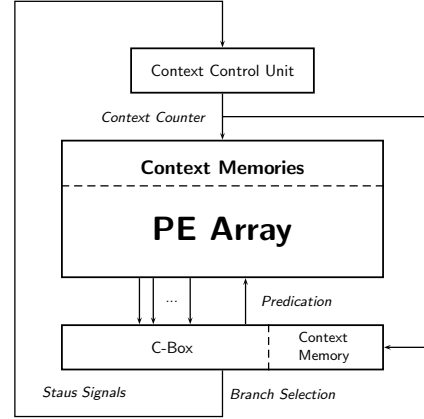 Context Control Unit
Context Counter
Context Memories
PE Array
...
Predication
C-Box
Context
Memory
Staus Signals
Branch Selection